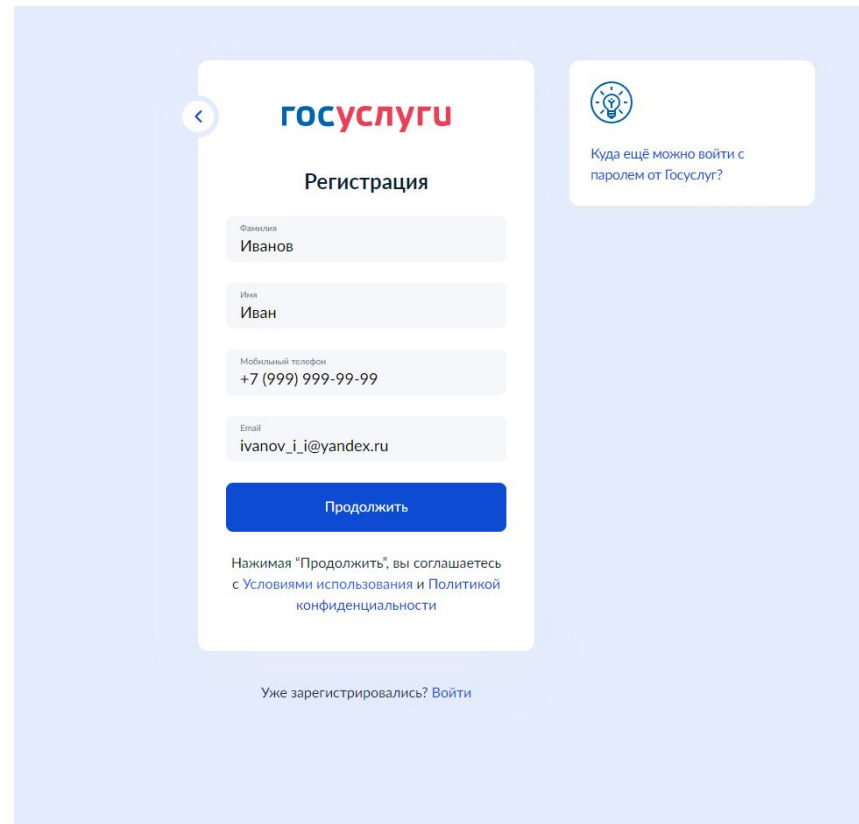 госуслуги
Регистрация
Фамилия
Иванов
Имя
Иван
Мобильный телефон
+7 (999) 999-99-99
Email
ivanov_i_i@yandex.ru
Продолжить
Нажимая “Продолжить”, вы соглашаетесь
с Условиями использования и Политикой
конфиденциальности
Уже зарегистрировались? Войти
Куда ещё можно войти с
паролем от Госуслуг?